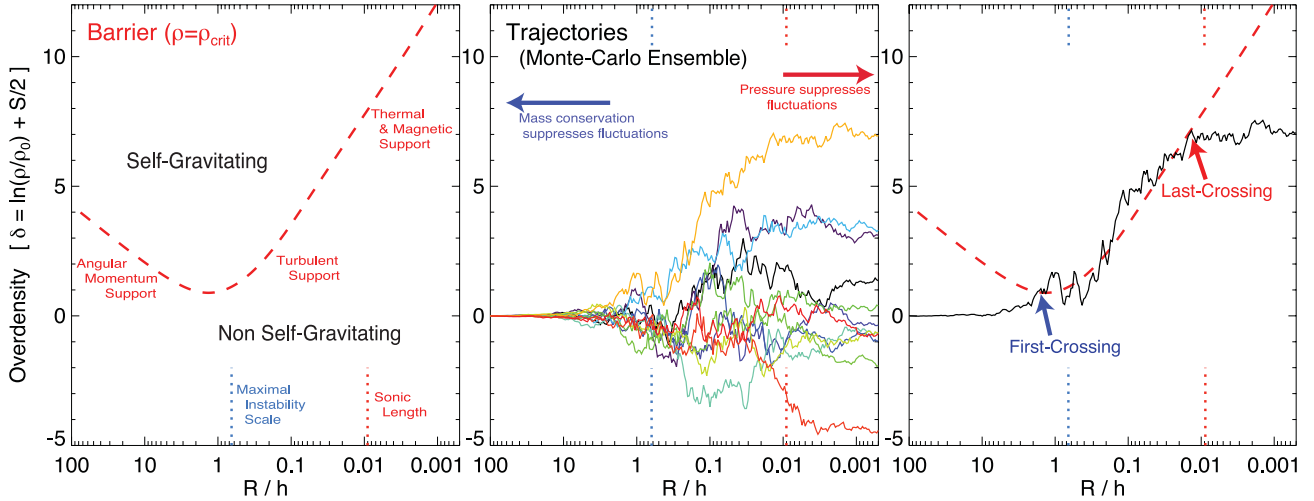 Overdensity [ δ = ln(ρ/ρ0) + S/2 ]
10
5
0
-5
Barrier (ρ=ρcrit)
Self-Gravitating
Thermal
& Magnetic
Support
Angular
Momentum
Support
Turbulent
Support
Non Self-Gravitating
Maximal
Instability
Scale
Sonic
Length
100 10 1 0.1 0.01 0.001
R / h
10
5
0
-5
Trajectories
(Monte-Carlo Ensemble)
Pressure suppresses
fluctuations
Mass conservation
suppresses fluctuations
100 10 1 0.1 0.01 0.001
R / h
10
5
0
-5
Last-Crossing
First-Crossing
100 10 1 0.1 0.01 0.001
R / h